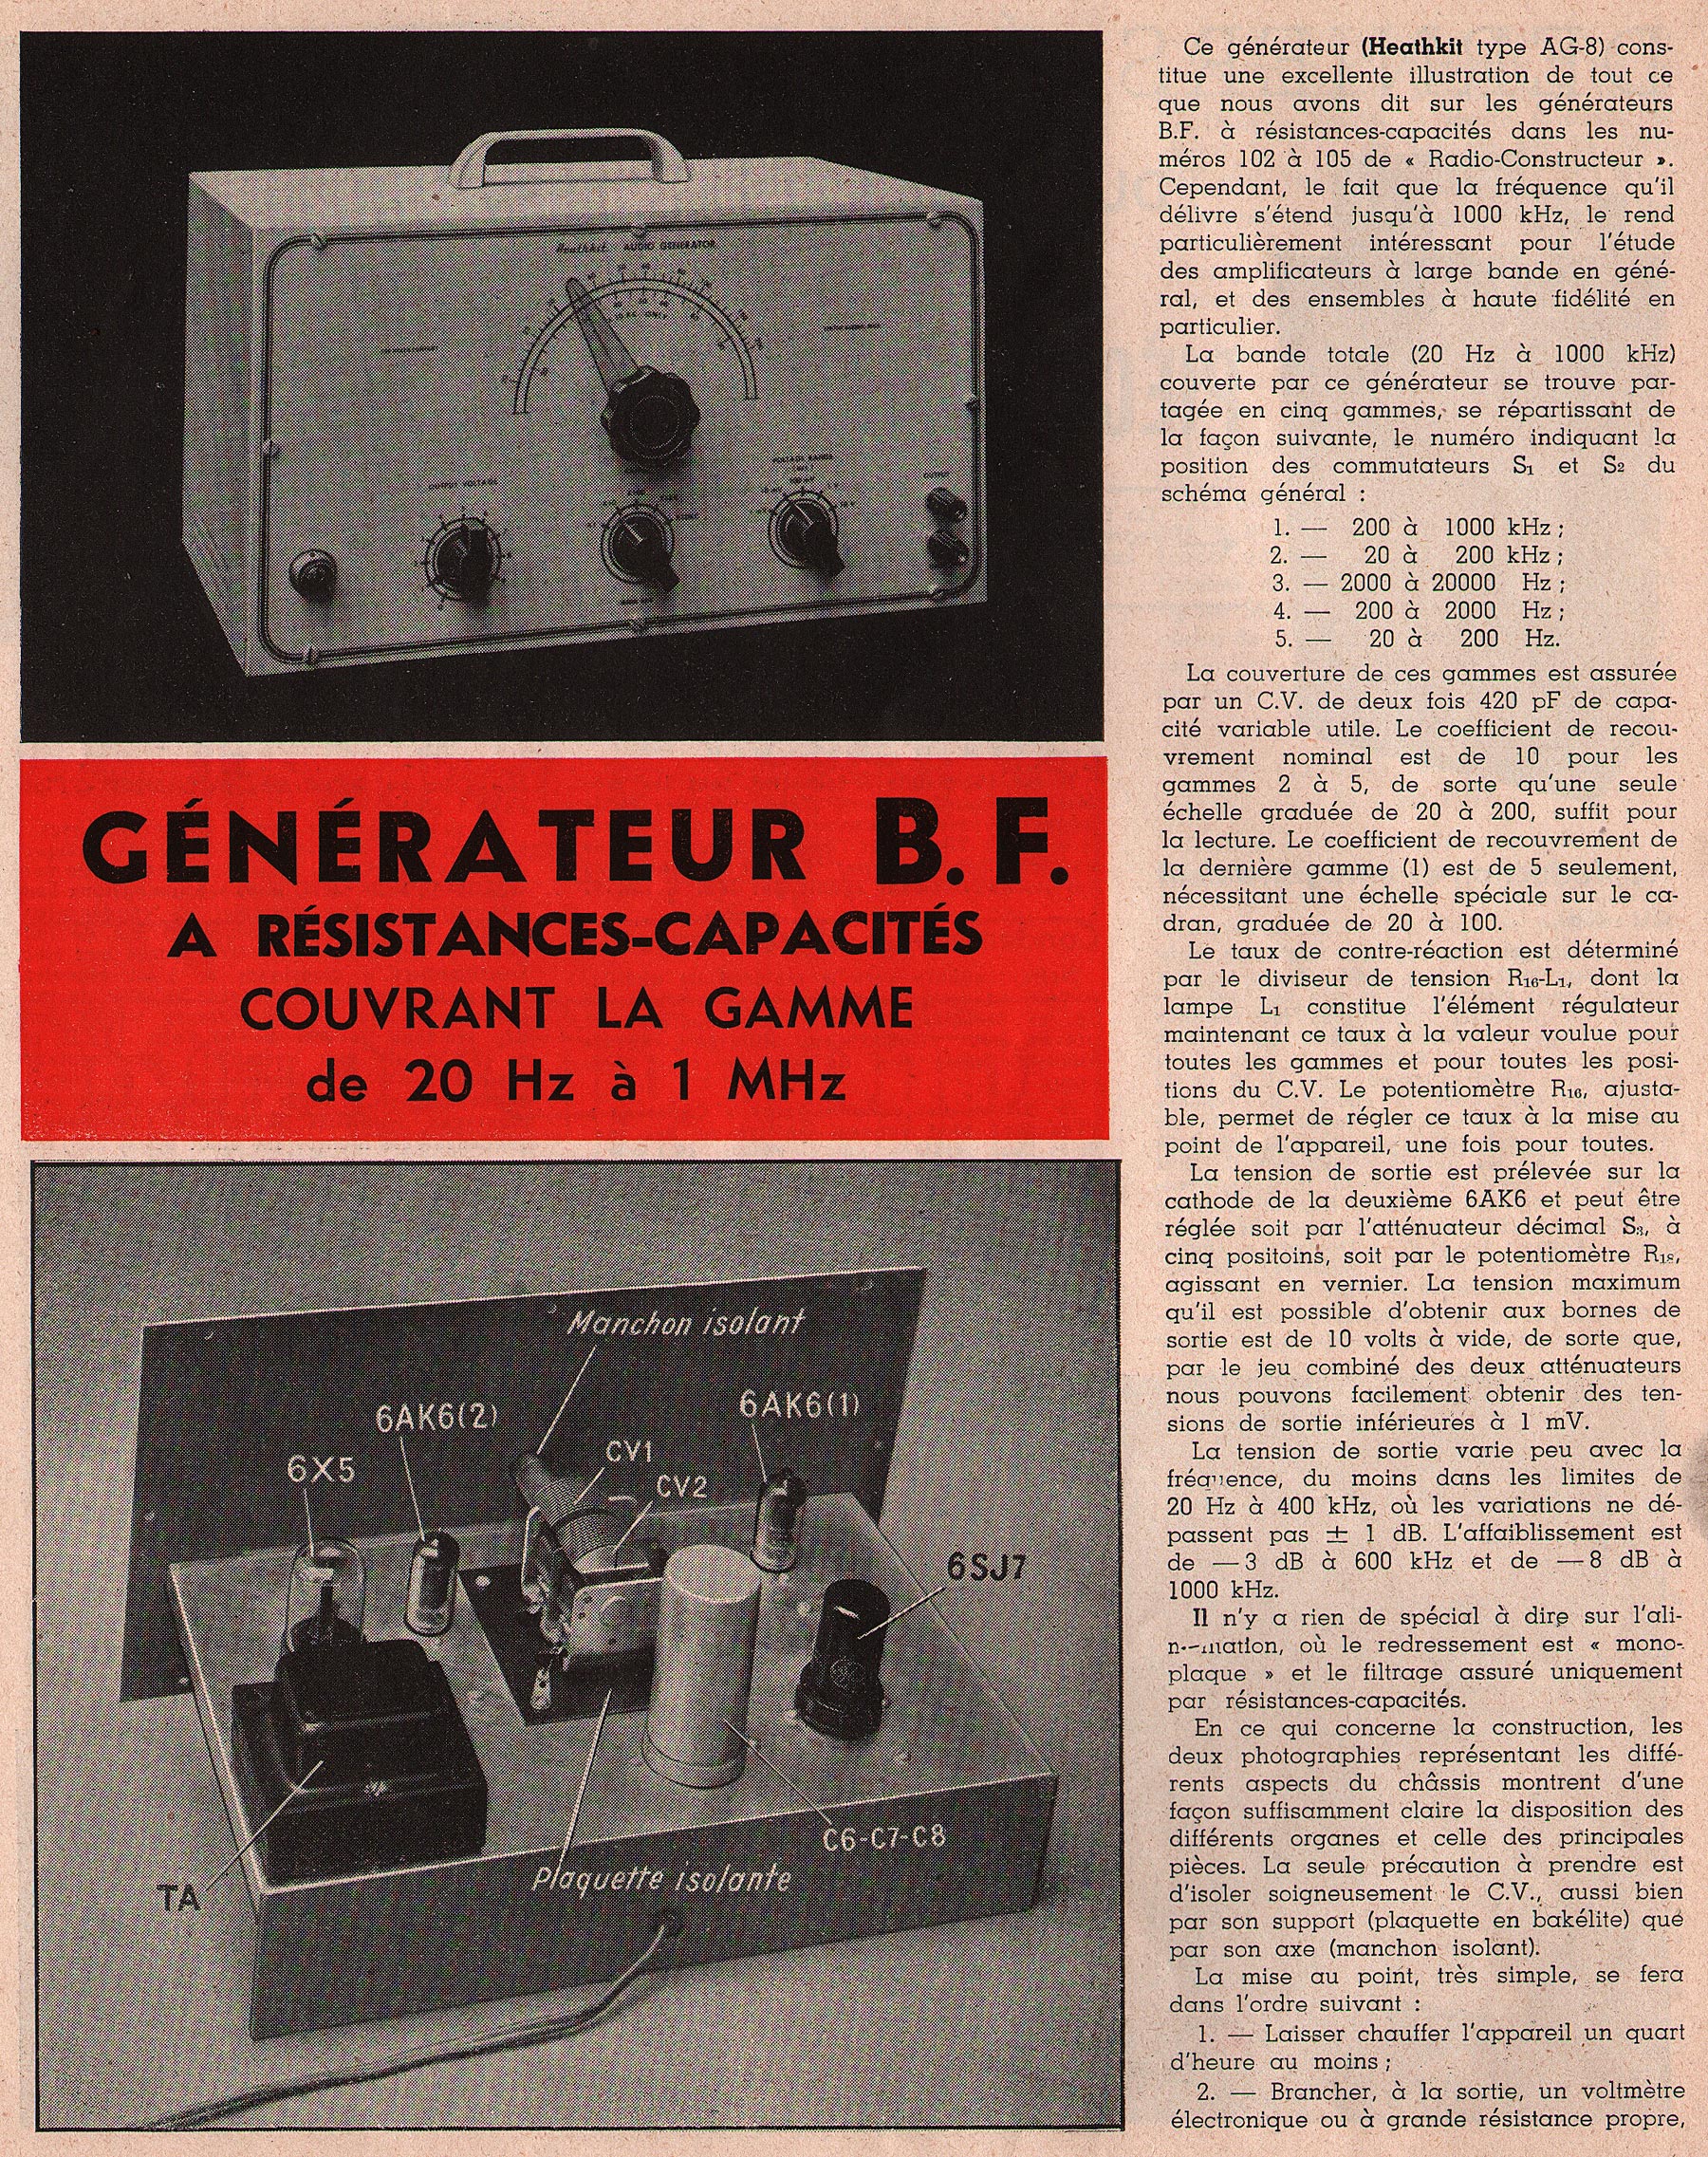 Heathkit AUDIO GENERATOR
OUTPUT VOLTAGE
VOLTAGE RANGE
OUTPUT
GÉNÉRATEUR B. F.
A RÉSISTANCES-CAPACITÉS
COUVRANT LA GAMME
de 20 Hz à 1 MHz
Manchon isolant
6AK6(2)
6AK6(1)
6X5
CV1
CV2
6SJ7
C6-C7-C8
Plaquette isolante
TA
Ce générateur (Heathkit type AG-8) cons-
titue une excellente illustration de tout ce
que nous avons dit sur les générateurs
B.F. à résistances-capacités dans les nu-
méros 102 à 105 de « Radio-Constructeur ».
Cependant, le fait que la fréquence qu'il
délivre s'étend jusqu'à 1000 kHz, le rend
particulièrement intéressant pour l'étude
des amplificateurs à large bande en géné-
ral, et des ensembles à haute fidélité en
particulier.
La bande totale (20 Hz à 1000 kHz)
couverte par ce générateur se trouve par-
tagée en cinq gammes, se répartissant de
la façon suivante, le numéro indiquant la
position des commutateurs S1 et S2 du
schéma général :
1. — 200 à 1000 kHz ;
2. — 20 à 200 kHz ;
3. — 2000 à 20000 Hz ;
4. — 200 à 2000 Hz ;
5. — 20 à 200 Hz.
La couverture de ces gammes est assurée
par un C.V. de deux fois 420 pF de capa-
cité variable utile. Le coefficient de recou-
vrement nominal est de 10 pour les
gammes 2 à 5, de sorte qu'une seule
échelle graduée de 20 à 200, suffit pour
la lecture. Le coefficient de recouvrement de
la dernière gamme (1) est de 5 seulement,
nécessitant une échelle spéciale sur le ca-
dran, graduée de 20 à 100.
Le taux de contre-réaction est déterminé
par le diviseur de tension R16-L1, dont la
lampe L1 constitue l'élément régulateur
maintenant ce taux à la valeur voulue pour
toutes les gammes et pour toutes les posi-
tions du C.V. Le potentiomètre R16, ajusta-
ble, permet de régler ce taux à la mise au
point de l'appareil, une fois pour toutes.
La tension de sortie est prélevée sur la
cathode de la deuxième 6AK6 et peut être
réglée soit par l'atténuateur décimal S3, à
cinq positoins, soit par le potentiomètre R18,
agissant en vernier. La tension maximum
qu'il est possible d'obtenir aux bornes de
sortie est de 10 volts à vide, de sorte que,
par le jeu combiné des deux atténuateurs
nous pouvons facilement obtenir des ten-
sions de sortie inférieures à 1 mV.
La tension de sortie varie peu avec la
fréquence, du moins dans les limites de
20 Hz à 400 kHz, où les variations ne dé-
passent pas ± 1 dB. L'affaiblissement est
de — 3 dB à 600 kHz et de — 8 dB à
1000 kHz.
Il n'y a rien de spécial à dire sur l'ali-
mentation, où le redressement est « mono-
plaque » et le filtrage assuré uniquement
par résistances-capacités.
En ce qui concerne la construction, les
deux photographies représentant les diffé-
rents aspects du châssis montrent d'une
façon suffisamment claire la disposition des
différents organes et celle des principales
pièces. La seule précaution à prendre est
d'isoler soigneusement le C.V., aussi bien
par son support (plaquette en bakélite) que
par son axe (manchon isolant).
La mise au point, très simple, se fera
dans l'ordre suivant :
1. — Laisser chauffer l'appareil un quart
d'heure au moins ;
2. — Brancher, à la sortie, un voltmètre
électronique ou à grande résistance propre,